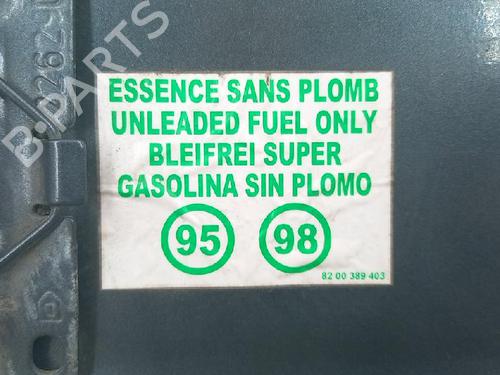 B-PARTS
ESSENCE SANS PLOMB
UNLEADED FUEL ONLY
BLEIFREI SUPER
GASOLINA SIN PLOMO
95 98
82 00 389 403